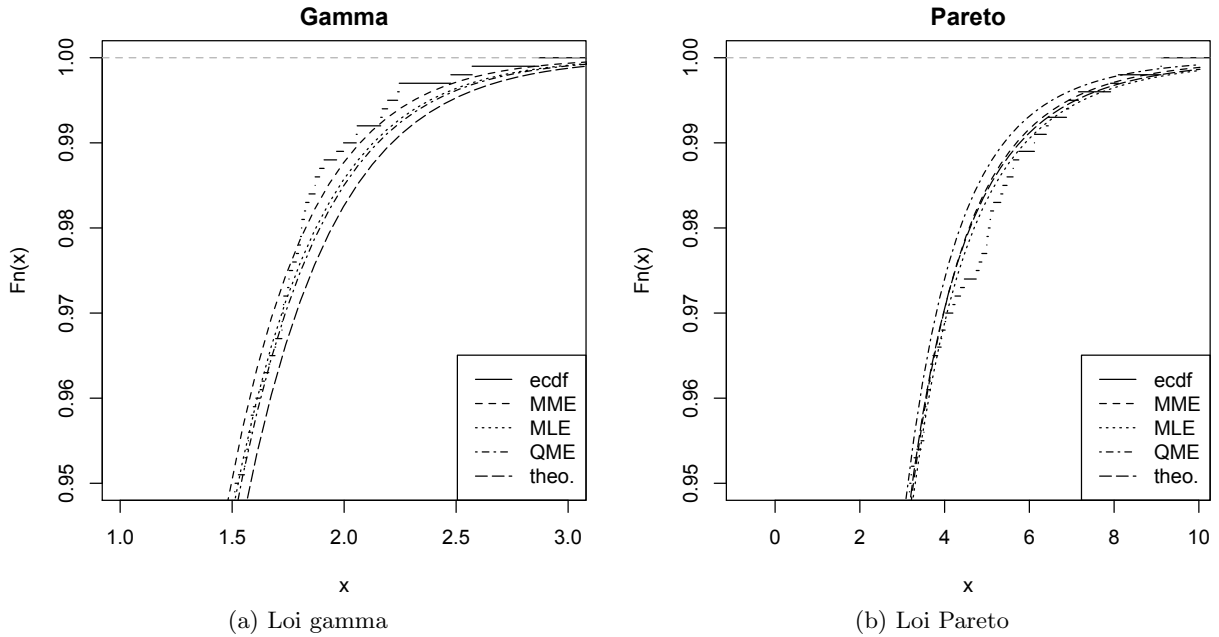 Gamma
Fn(x)
1.00
0.99
0.98
0.97
0.96
0.95
1.0 1.5 2.0 2.5 3.0
x
ecdf
MME
MLE
QME
theo.
(a) Loi gamma
Pareto
Fn(x)
1.00
0.99
0.98
0.97
0.96
0.95
0 2 4 6 8 10
x
ecdf
MME
MLE
QME
theo.
(b) Loi Pareto